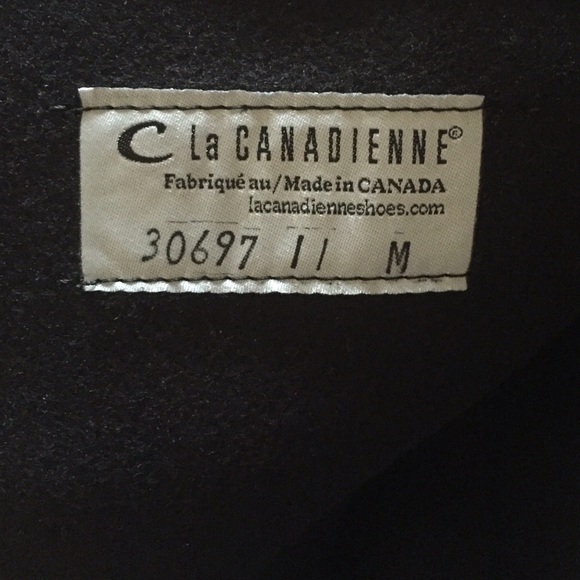 C La CANADIENNE®
Fabriqué au/Made in CANADA
lacanadienneshoes.com
30697 11 M